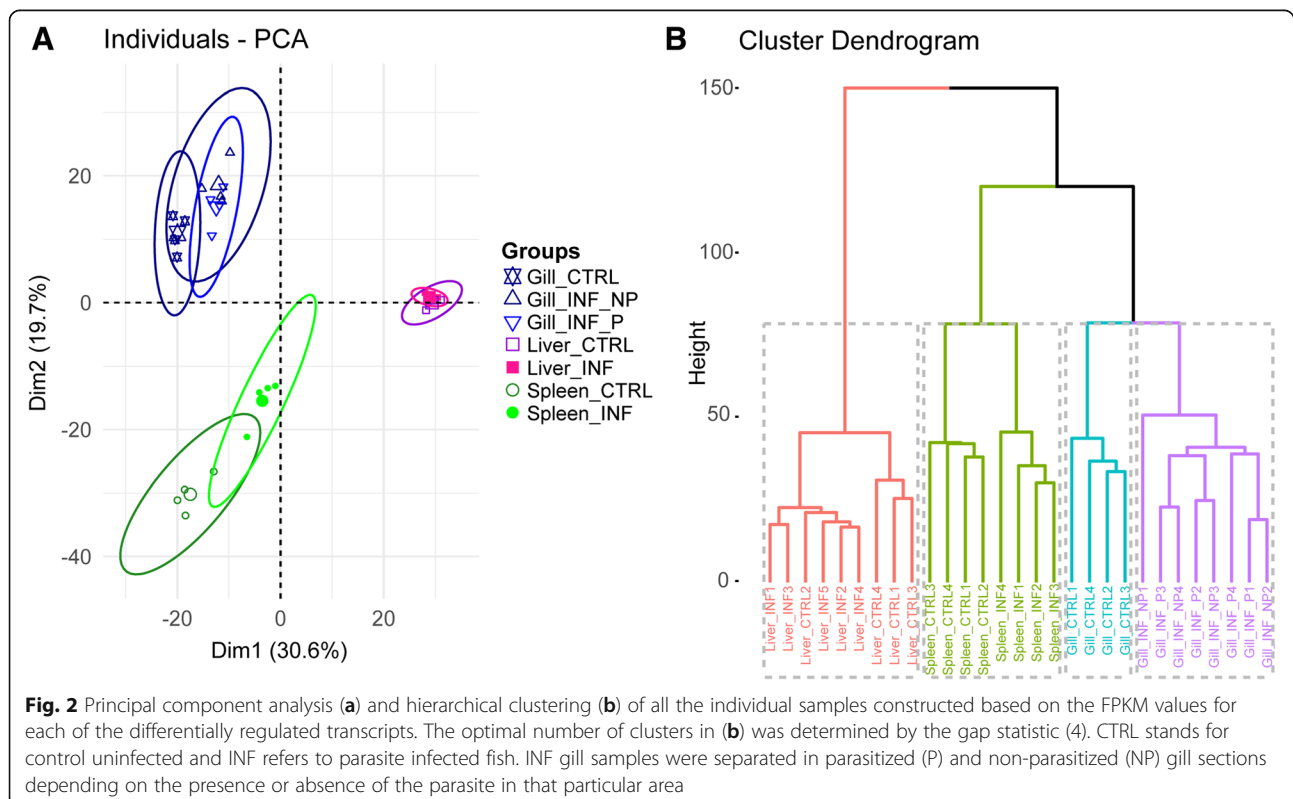 A
Individuals - PCA
20
0
-20
-40
Dim2 (19.7%)
-20
0
20
Dim1 (30.6%)
Groups
Gill_CTRL
Gill_INF_NP
Gill_INF_P
Liver_CTRL
Liver_INF
Spleen_CTRL
Spleen_INF
B
Cluster Dendrogram
150
100
50
0
Height
Liver_INF1
Liver_INF3
Liver_CTRL2
Liver_INF5
Liver_INF2
Liver_INF4
Liver_CTRL4
Liver_CTRL1
Liver_CTRL3
Spleen_CTRL3
Spleen_CTRL4
Spleen_CTRL1
Spleen_CTRL2
Spleen_INF4
Spleen_INF1
Spleen_INF2
Spleen_INF3
Gill_CTRL1
Gill_CTRL4
Gill_CTRL2
Gill_CTRL3
Gill_INF_NP1
Gill_INF_P3
Gill_INF_NP4
Gill_INF_P2
Gill_INF_NP3
Gill_INF_P4
Gill_INF_P1
Gill_INF_NP2
Fig. 2 Principal component analysis (a) and hierarchical clustering (b) of all the individual samples constructed based on the FPKM values for
each of the differentially regulated transcripts. The optimal number of clusters in (b) was determined by the gap statistic (4). CTRL stands for
control uninfected and INF refers to parasite infected fish. INF gill samples were separated in parasitized (P) and non-parasitized (NP) gill sections
depending on the presence or absence of the parasite in that particular area